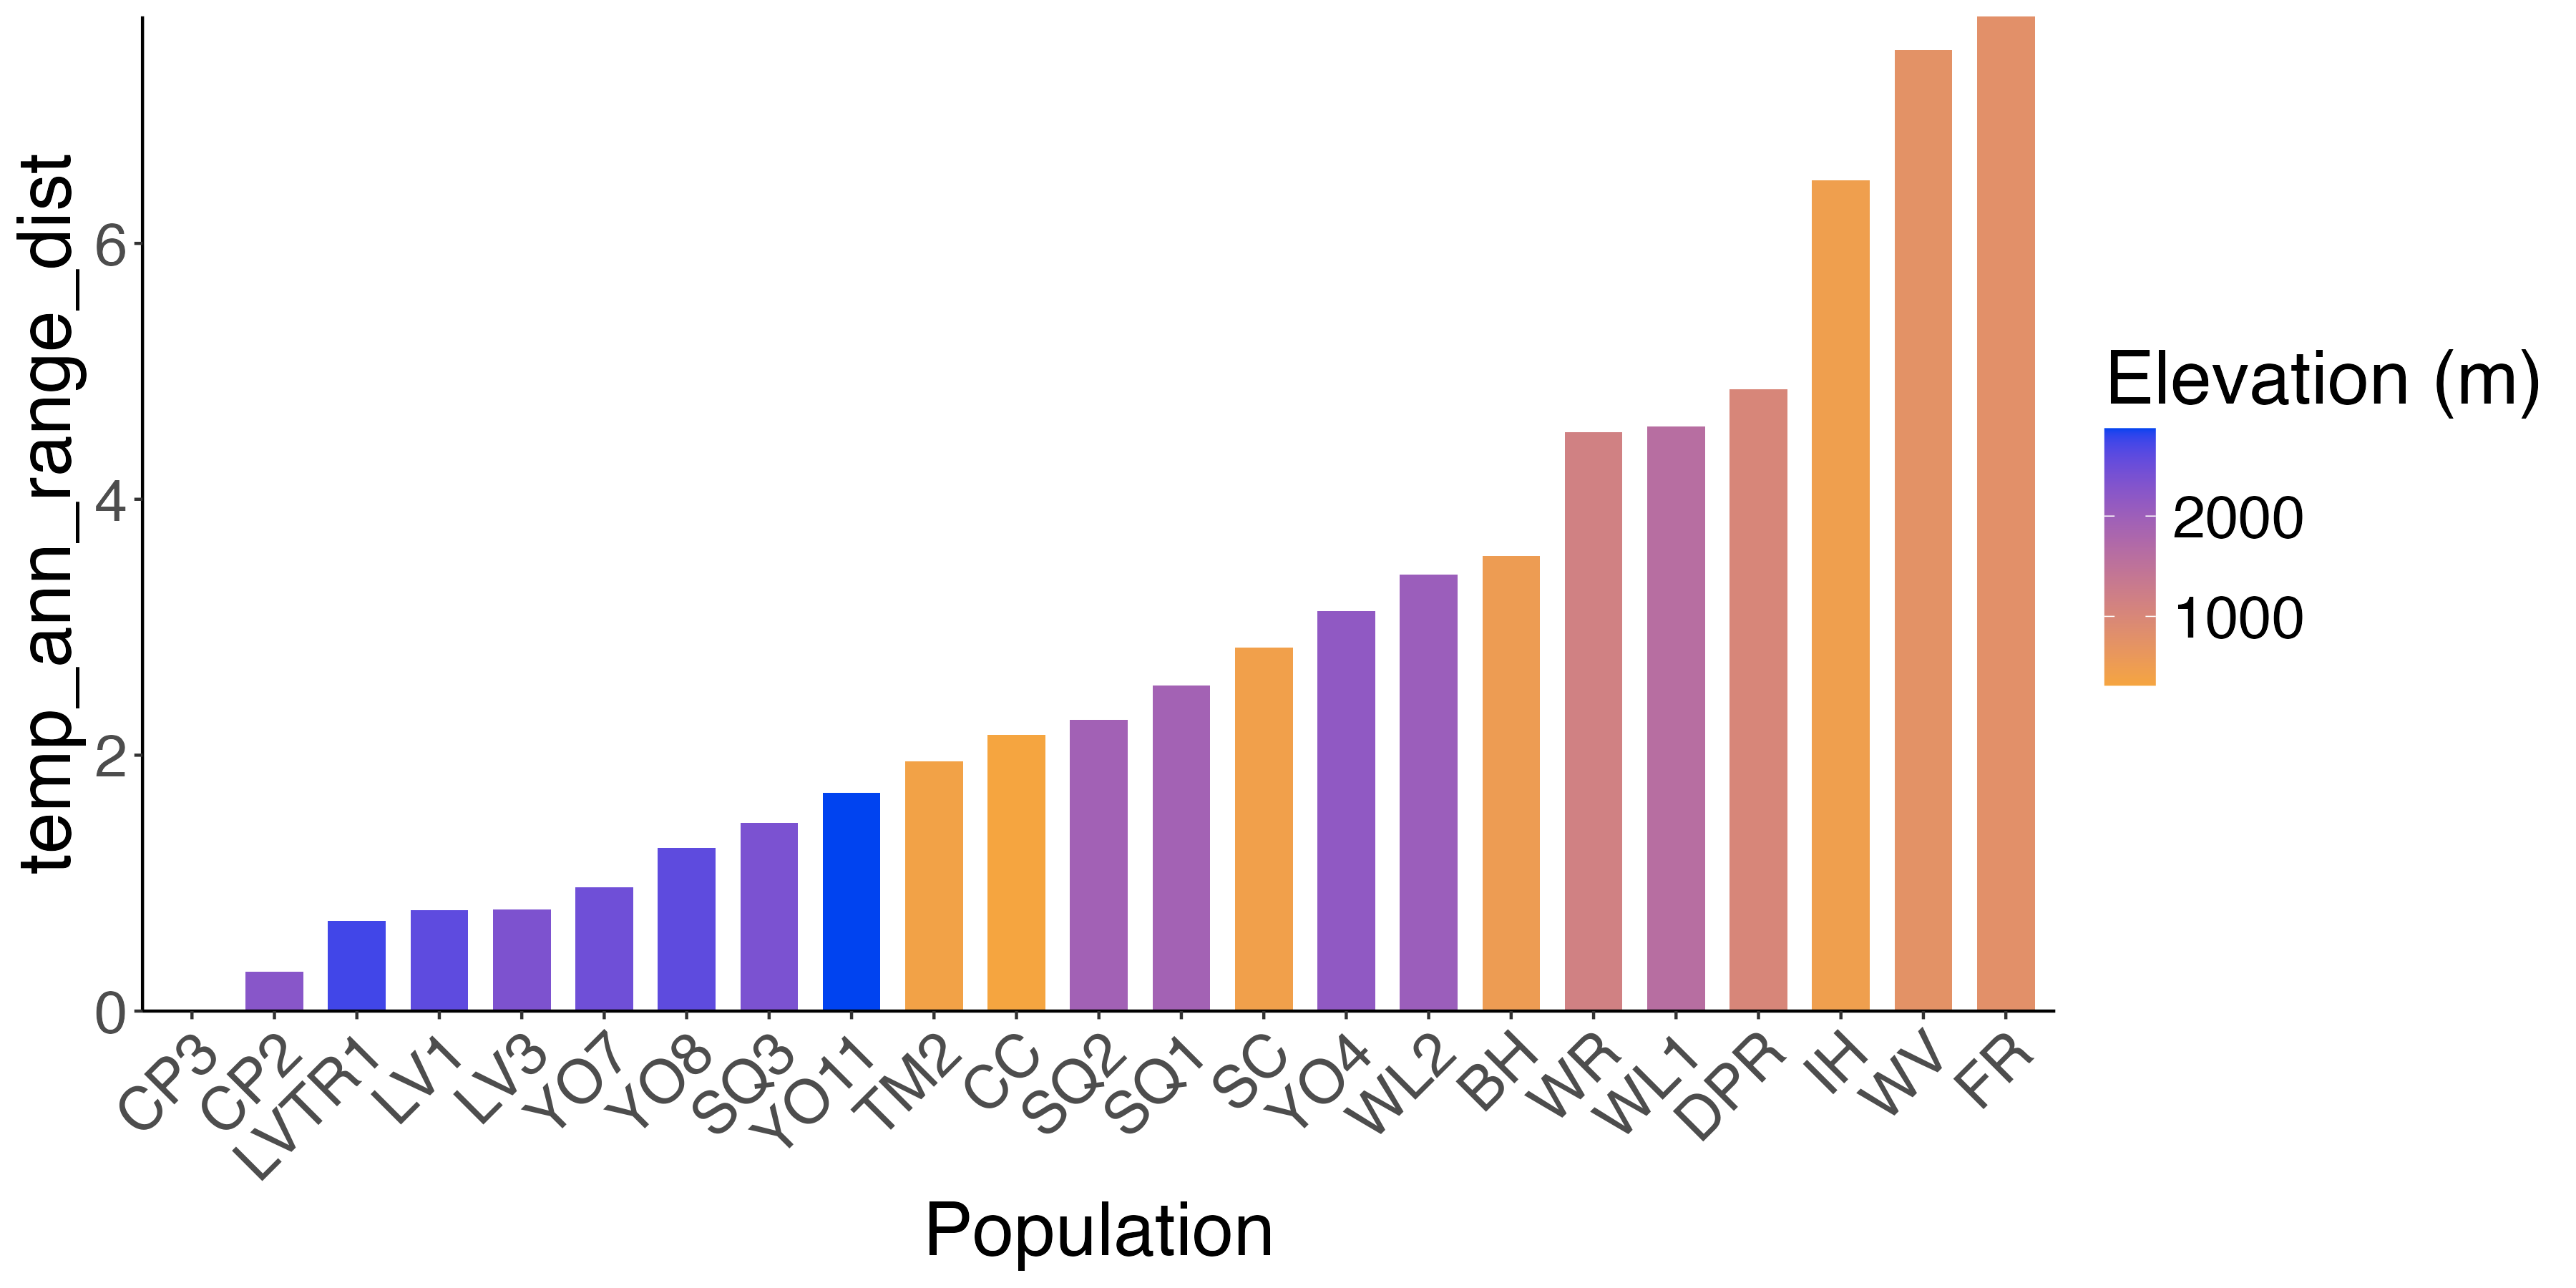 temp_ann_range_dist
6
4
2
0
CP3
CP2
LVTR1
LV1
LV3
YO7
YO8
SQ3
YO11
TM2
CC
SQ2
SQ1
SC
YO4
WL2
BH
WR
WL1
DPR
IH
WV
FR
Population
Elevation (m)
2000
1000